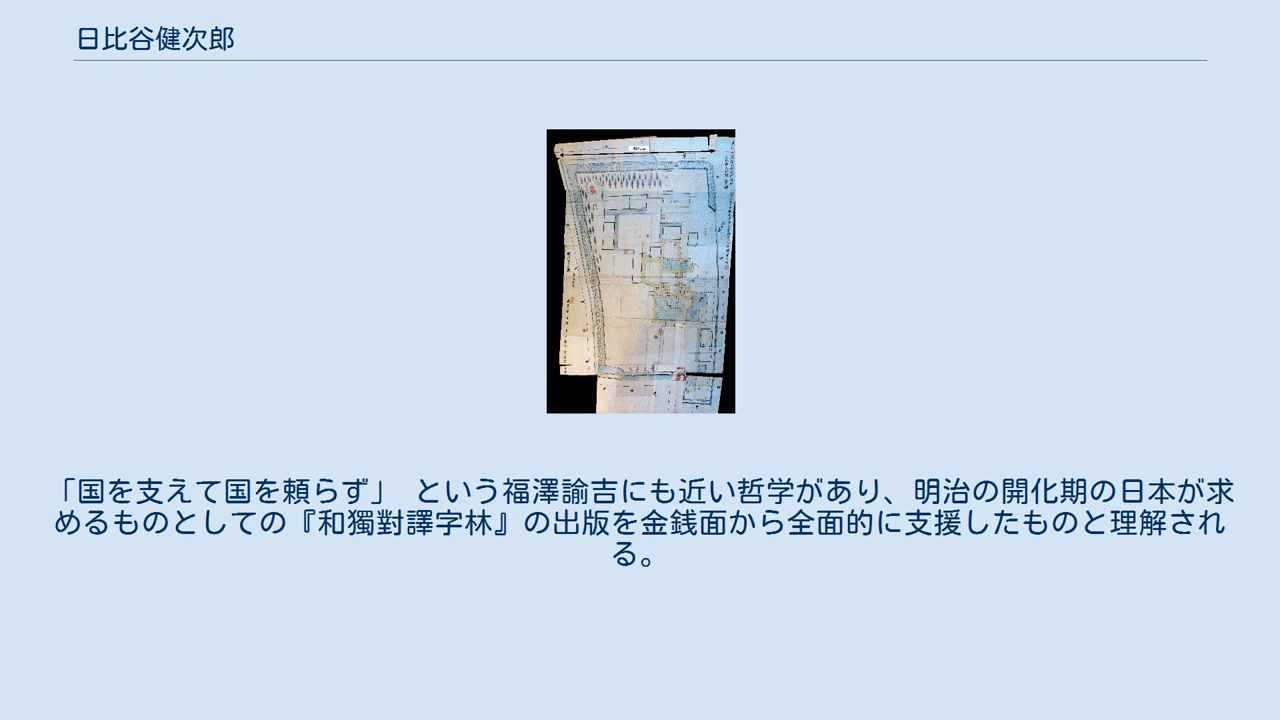 日比谷健次郎
「国を支えて国を頼らず」 という福澤諭吉にも近い哲学があり、明治の開化期の日本が求
めるものとしての『和獨對譯字林』の出版を金銭面から全面的に支援したものと理解され
る。